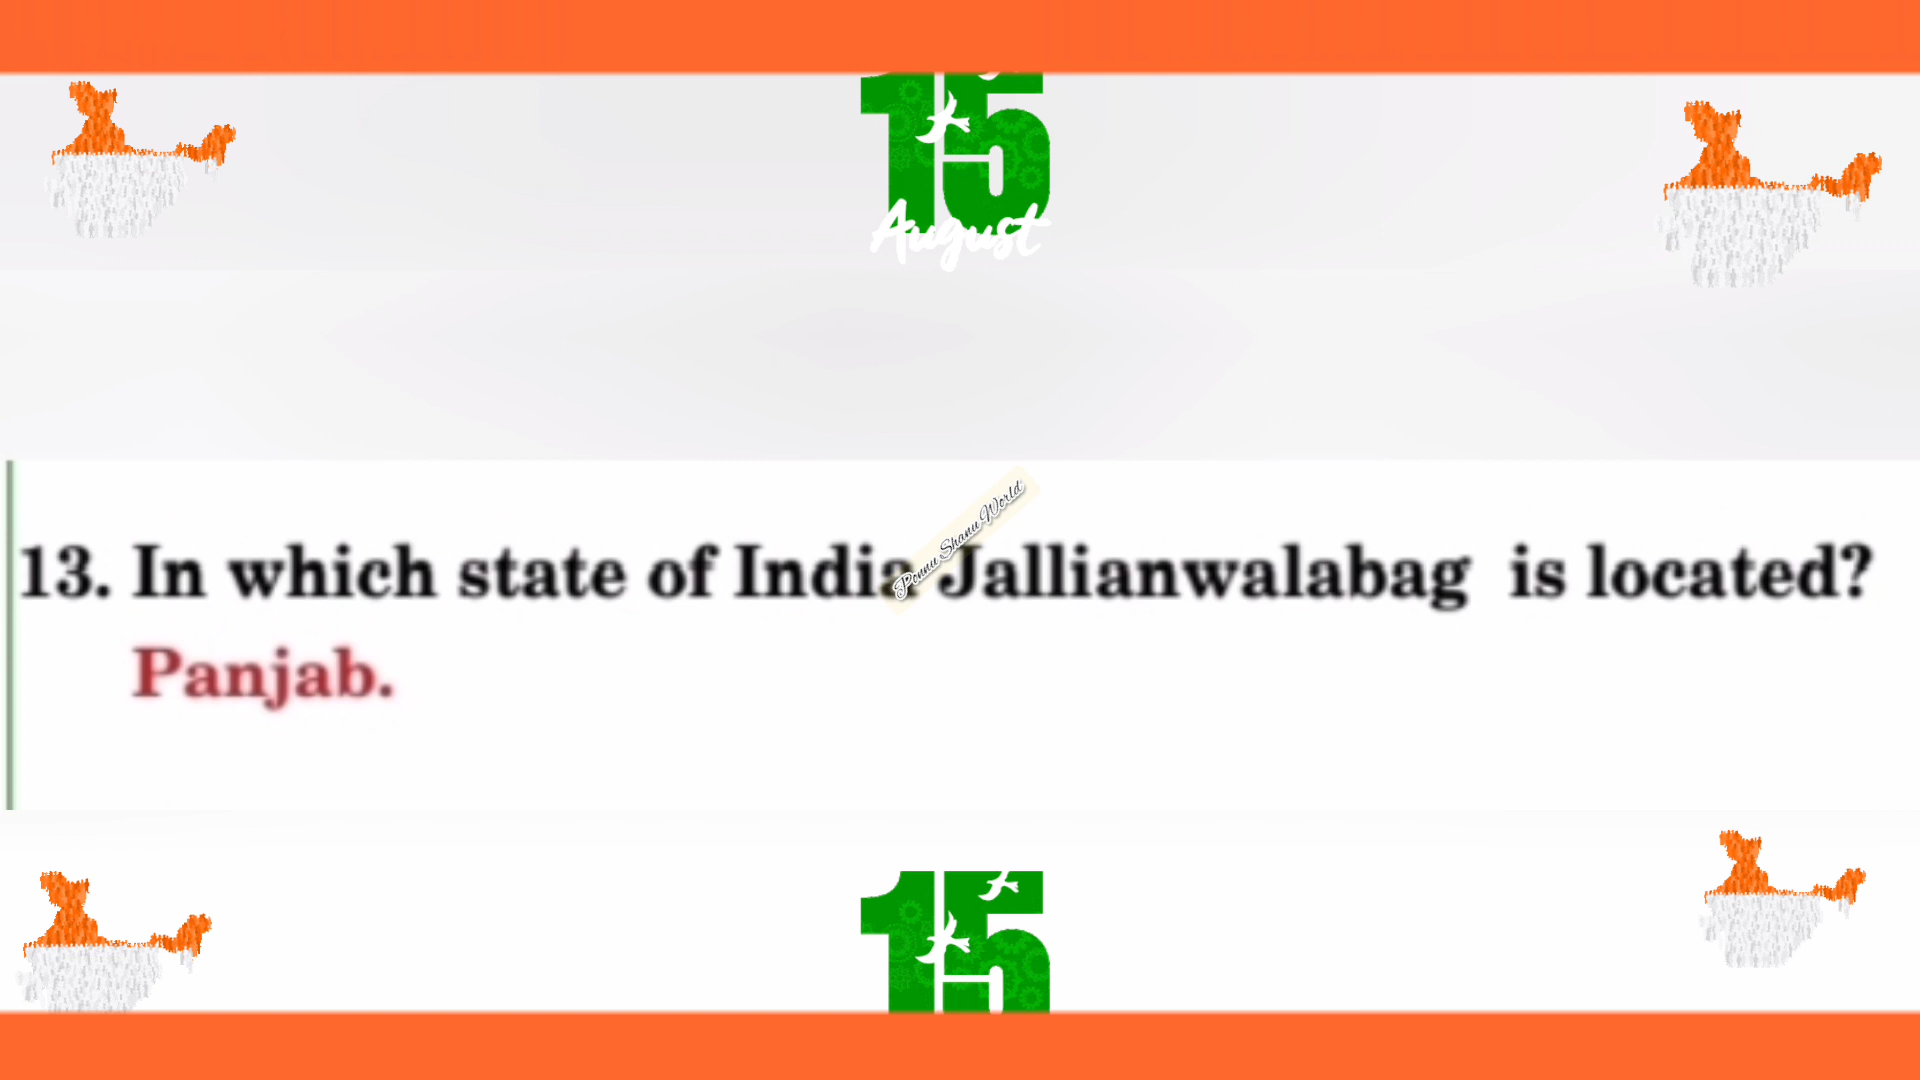 15
August
Ponnu Shanu World
13. In which state of India Jallianwalabag is located?
Panjab.
15